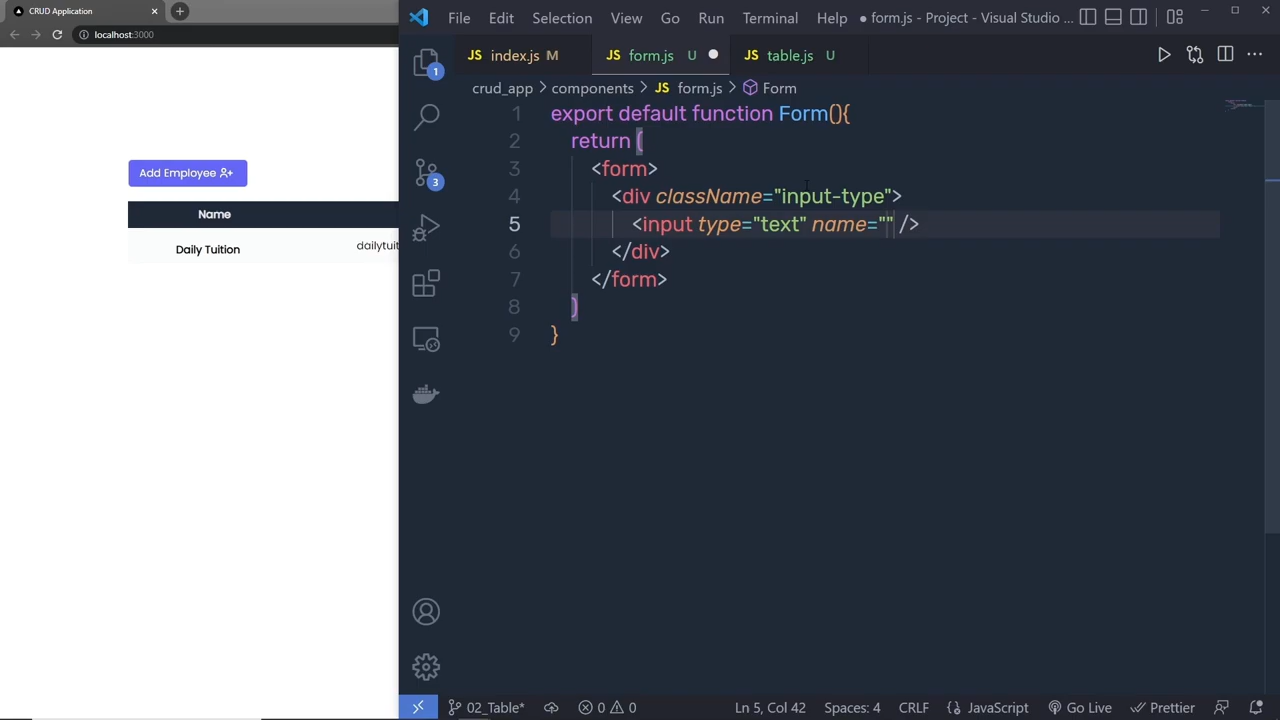 CRUD Application
localhost:3000
Add Employee
Name
Daily Tuition
dailytuit
File Edit Selection View Go Run Terminal Help
● form.js - Project - Visual Studio ...
JS index.js M
JS form.js U
JS table.js U
crud_app > components > JS form.js > Form
1 export default function Form(){
2 return (
3 <form>
4 <div className="input-type">
5 <input type="text" name="" />
6 </div>
7 </form>
8 )
9 }
1
3
02_Table*
0 0
Ln 5, Col 42
Spaces: 4
CRLF
{} JavaScript
Go Live
Prettier